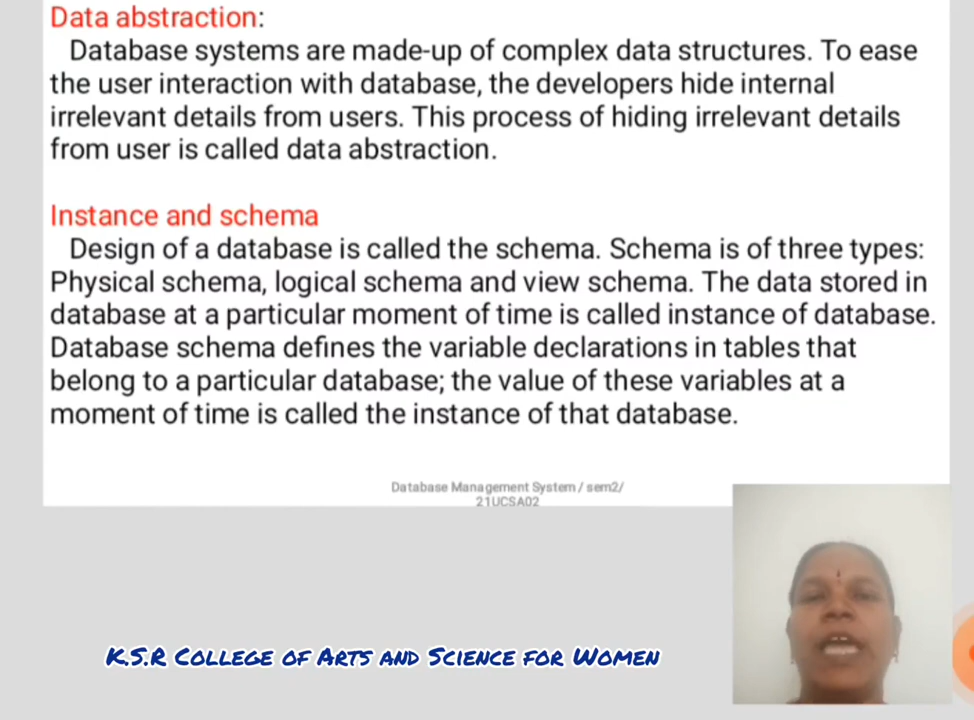 Data abstraction:
Database systems are made-up of complex data structures. To ease
the user interaction with database, the developers hide internal
irrelevant details from users. This process of hiding irrelevant details
from user is called data abstraction.
Instance and schema
Design of a database is called the schema. Schema is of three types:
Physical schema, logical schema and view schema. The data stored in
database at a particular moment of time is called instance of database.
Database schema defines the variable declarations in tables that
belong to a particular database; the value of these variables at a
moment of time is called the instance of that database.
Database Management System / sem2/
21UCSA02
K.S.R College of Arts and Science for Women